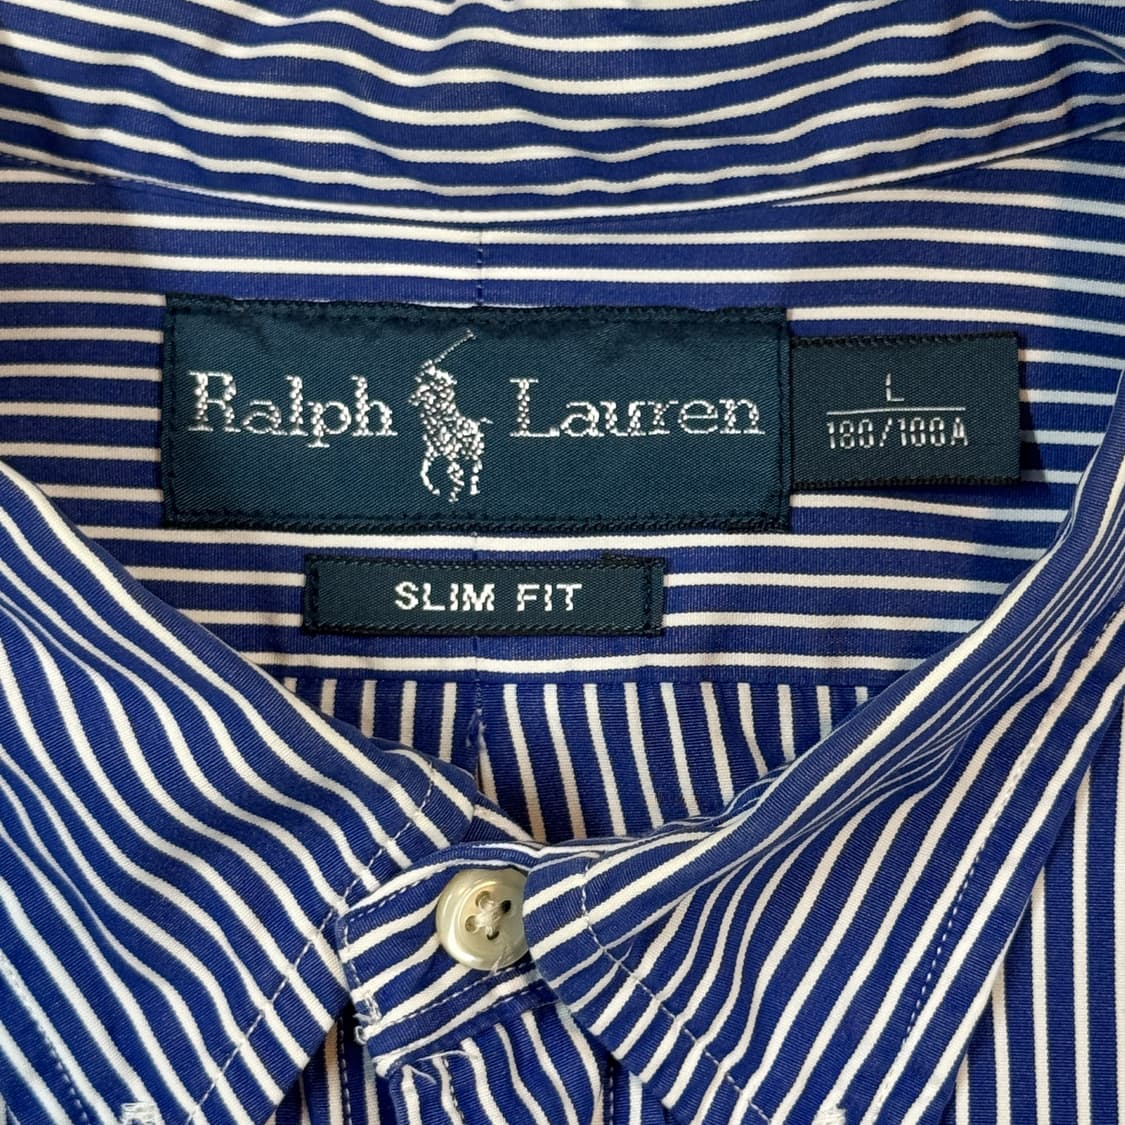 Ralph Lauren
L
180/100A
SLIM FIT